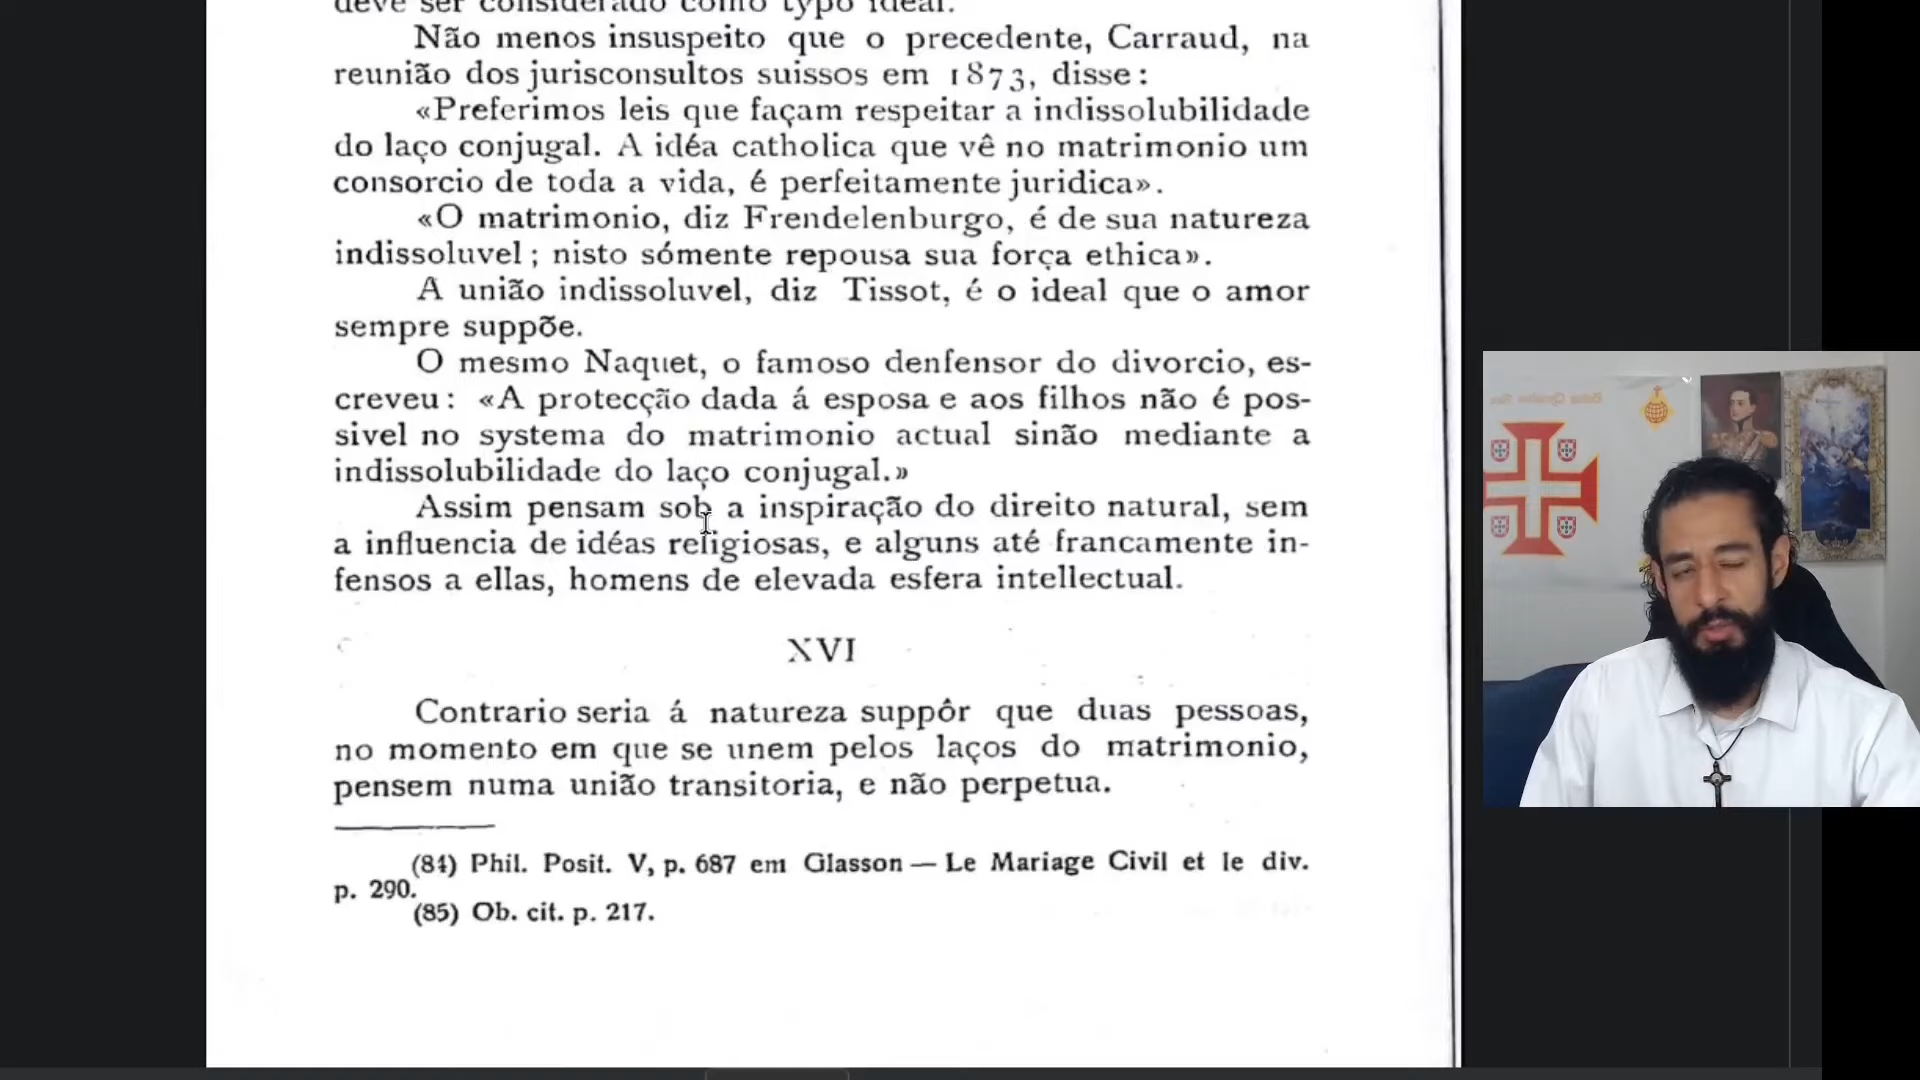 deve ser considerado como typo ideal.
Não menos insuspeito que o precedente, Carraud, na
reunião dos jurisconsultos suissos em 1873, disse:
«Preferimos leis que façam respeitar a indissolubilidade
do laço conjugal. A idéa catholica que vê no matrimonio um
consorcio de toda a vida, é perfeitamente juridica».
«O matrimonio, diz Frendelenburgo, é de sua natureza
indissoluvel; nisto sómente repousa sua força ethica».
A união indissoluvel, diz Tissot, é o ideal que o amor
sempre suppõe.
O mesmo Naquet, o famoso denfensor do divorcio, es-
creveu: «A protecção dada á esposa e aos filhos não é pos-
sivel no systema do matrimonio actual sinão mediante a
indissolubilidade do laço conjugal.»
Assim pensam sob a inspiração do direito natural, sem
a influencia de idéas religiosas, e alguns até francamente in-
fensos a ellas, homens de elevada esfera intellectual.
XVI
Contrario seria á natureza suppôr que duas pessoas,
no momento em que se unem pelos laços do matrimonio,
pensem numa união transitoria, e não perpetua.
(84) Phil. Posit. V, p. 687 em Glasson — Le Mariage Civil et le div.
p. 290.
(85) Ob. cit. p. 217.